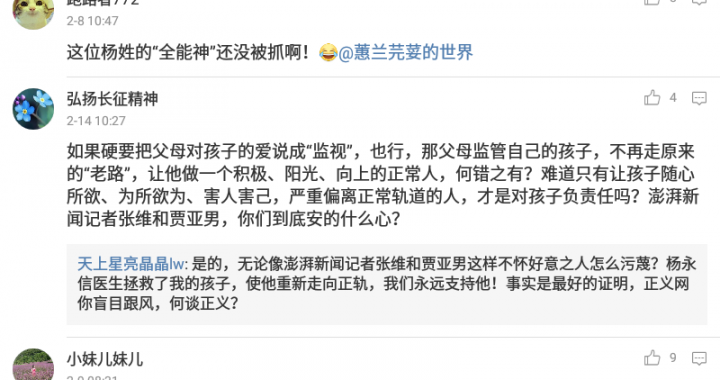 2-8 10:47
这位杨姓的“全能神”还没被抓啊！😂@蕙兰芫荽的世界
弘扬长征精神
4
2-14 10:27
如果硬要把父母对孩子的爱说成“监视”，也行，那父母监管自己的孩子，不再走原来
的“老路”，让他做一个积极、阳光、向上的正常人，何错之有？难道只有让孩子随心
所欲、为所欲为、害人害己，严重偏离正常轨道的人，才是对孩子负责任吗？澎湃新
闻记者张维和贾亚男，你们到底安的什么心？
天上星亮晶晶lw: 是的，无论像澎湃新闻记者张维和贾亚男这样不怀好意之人怎么污蔑？杨永
信医生拯救了我的孩子，使他重新走向正轨，我们永远支持他！事实是最好的证明，正义网
你盲目跟风，何谈正义？
小妹儿妹儿
9